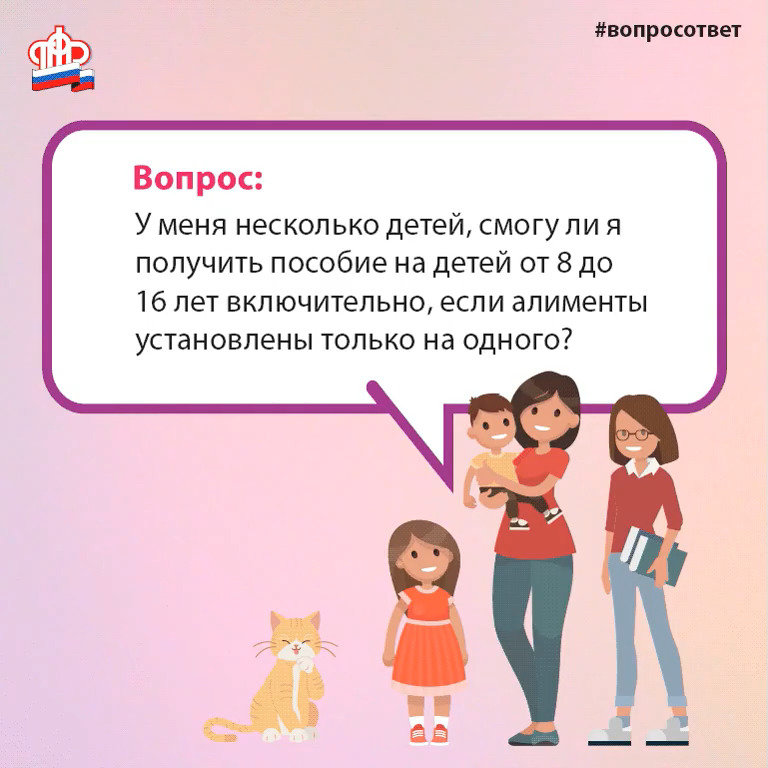 #вопросответ
Вопрос:
У меня несколько детей, смогу ли я
получить пособие на детей от 8 до
16 лет включительно, если алименты
установлены только на одного?